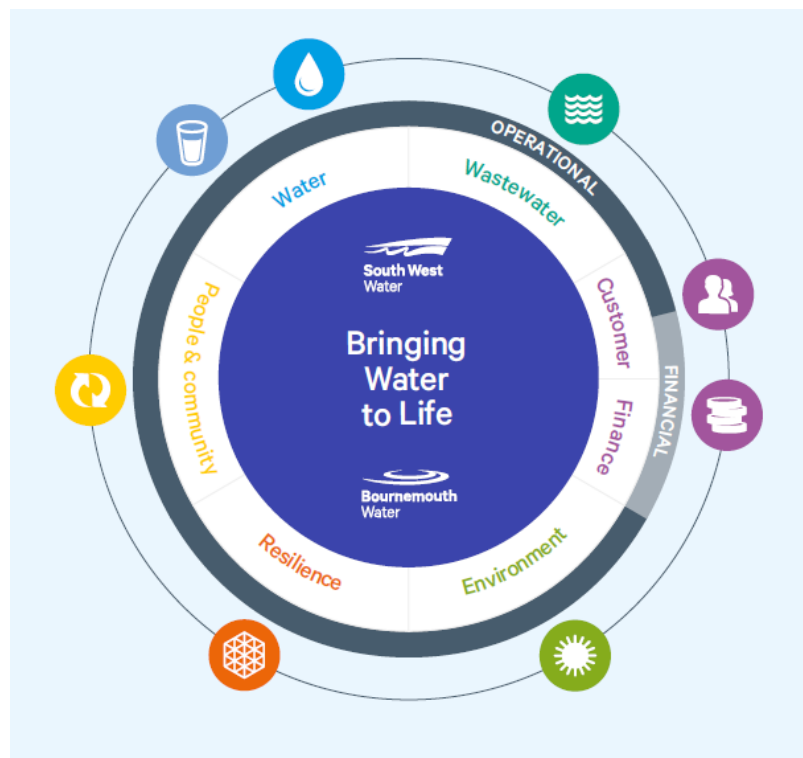 OPERATIONAL
Water
Wastewater
Customer
FINANCIAL
Finance
People & community
South West
Water
Bringing
Water
to Life
Bournemouth
Water
Resilience
Environment